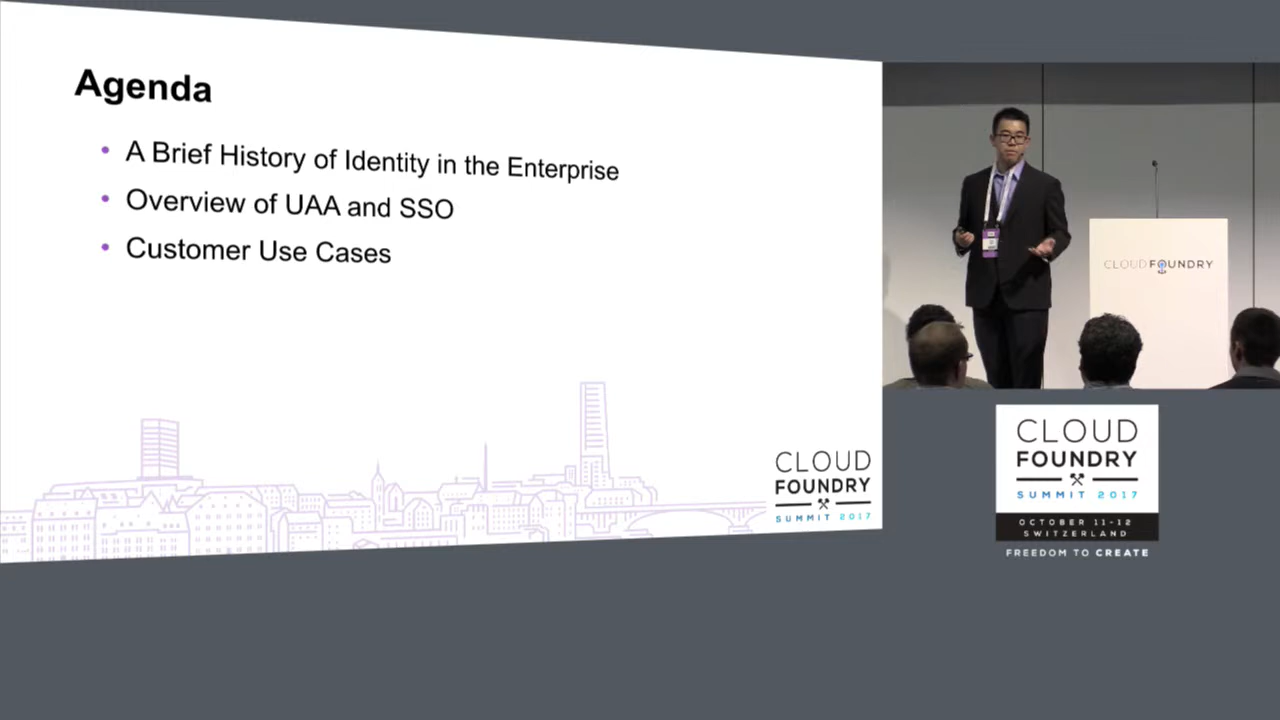 Agenda
• A Brief History of Identity in the Enterprise
• Overview of UAA and SSO
• Customer Use Cases
CLOUD
FOUNDRY
SUMMIT 2017
CLOUD FOUNDRY
CLOUD
FOUNDRY
SUMMIT 2017
OCTOBER 11-12
SWITZERLAND
FREEDOM TO CREATE